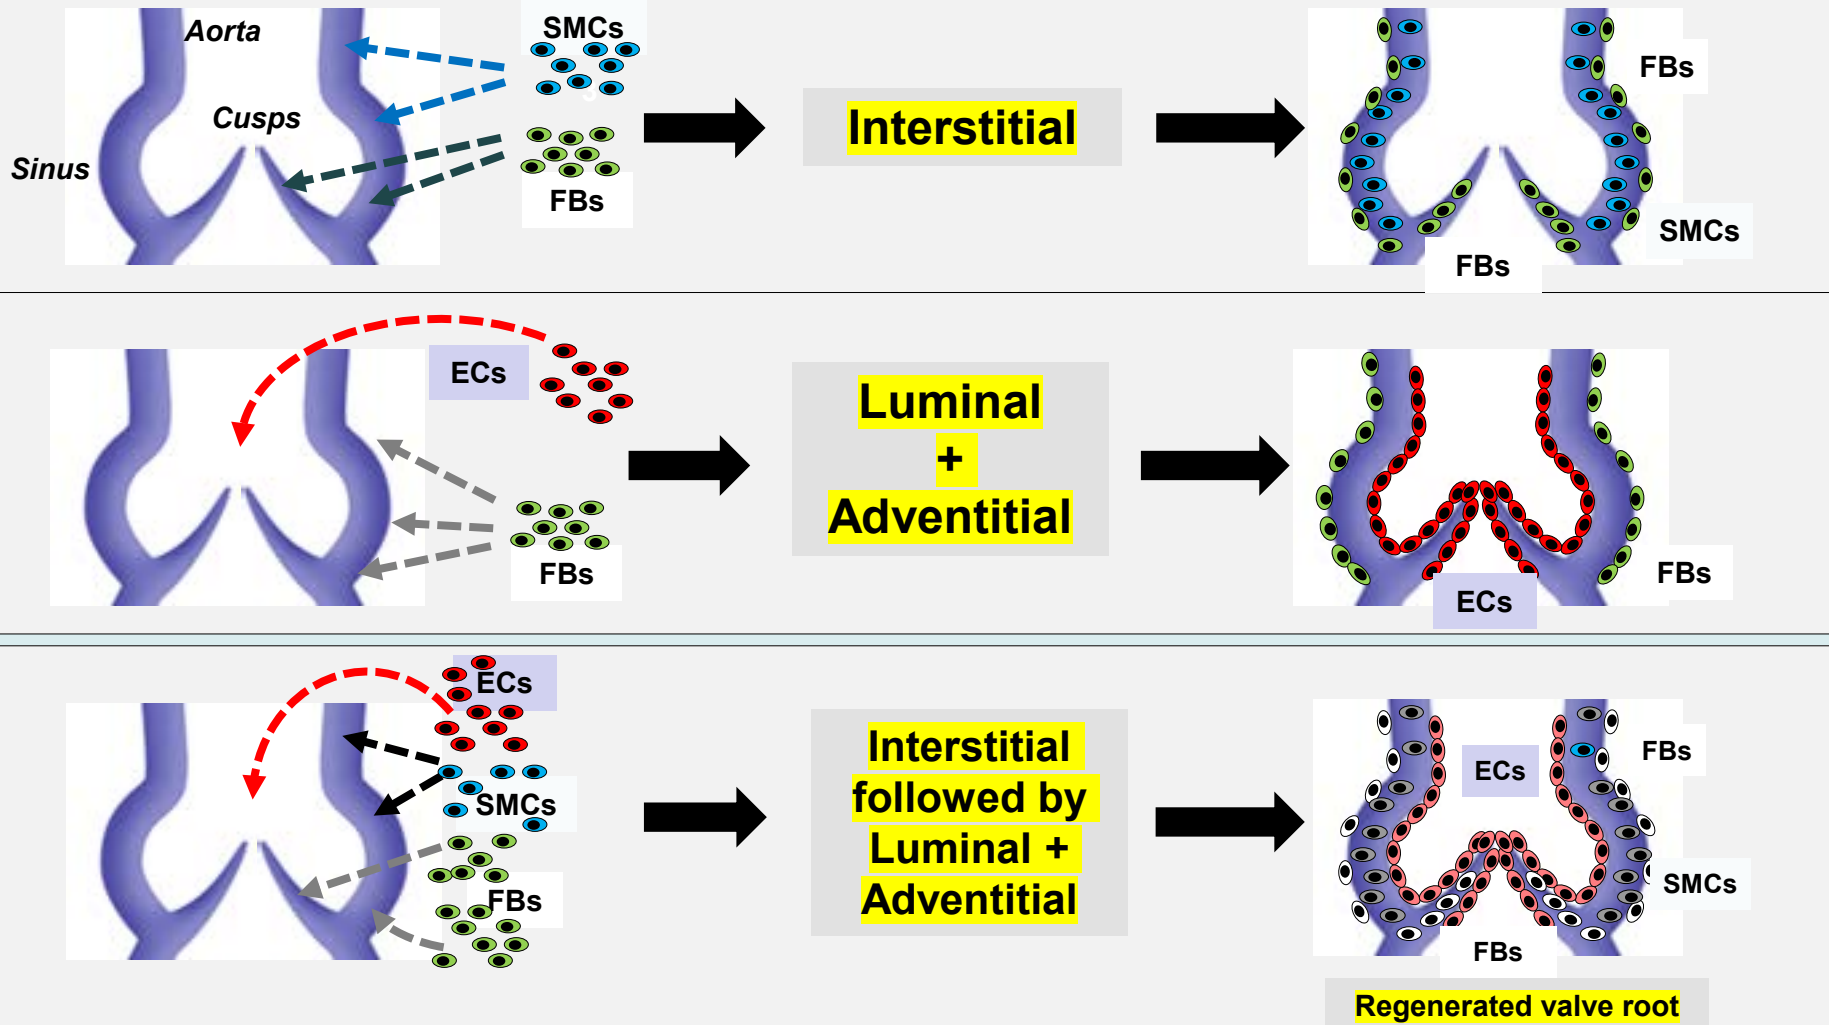 Aorta
Cusps
Sinus
SMCs
FBs
Interstitial
FBs
SMCs
FBs
ECs
FBs
Luminal
+
Adventitial
FBs
ECs
ECs
SMCs
FBs
Interstitial
followed by
Luminal +
Adventitial
FBs
ECs
SMCs
FBs
Regenerated valve root